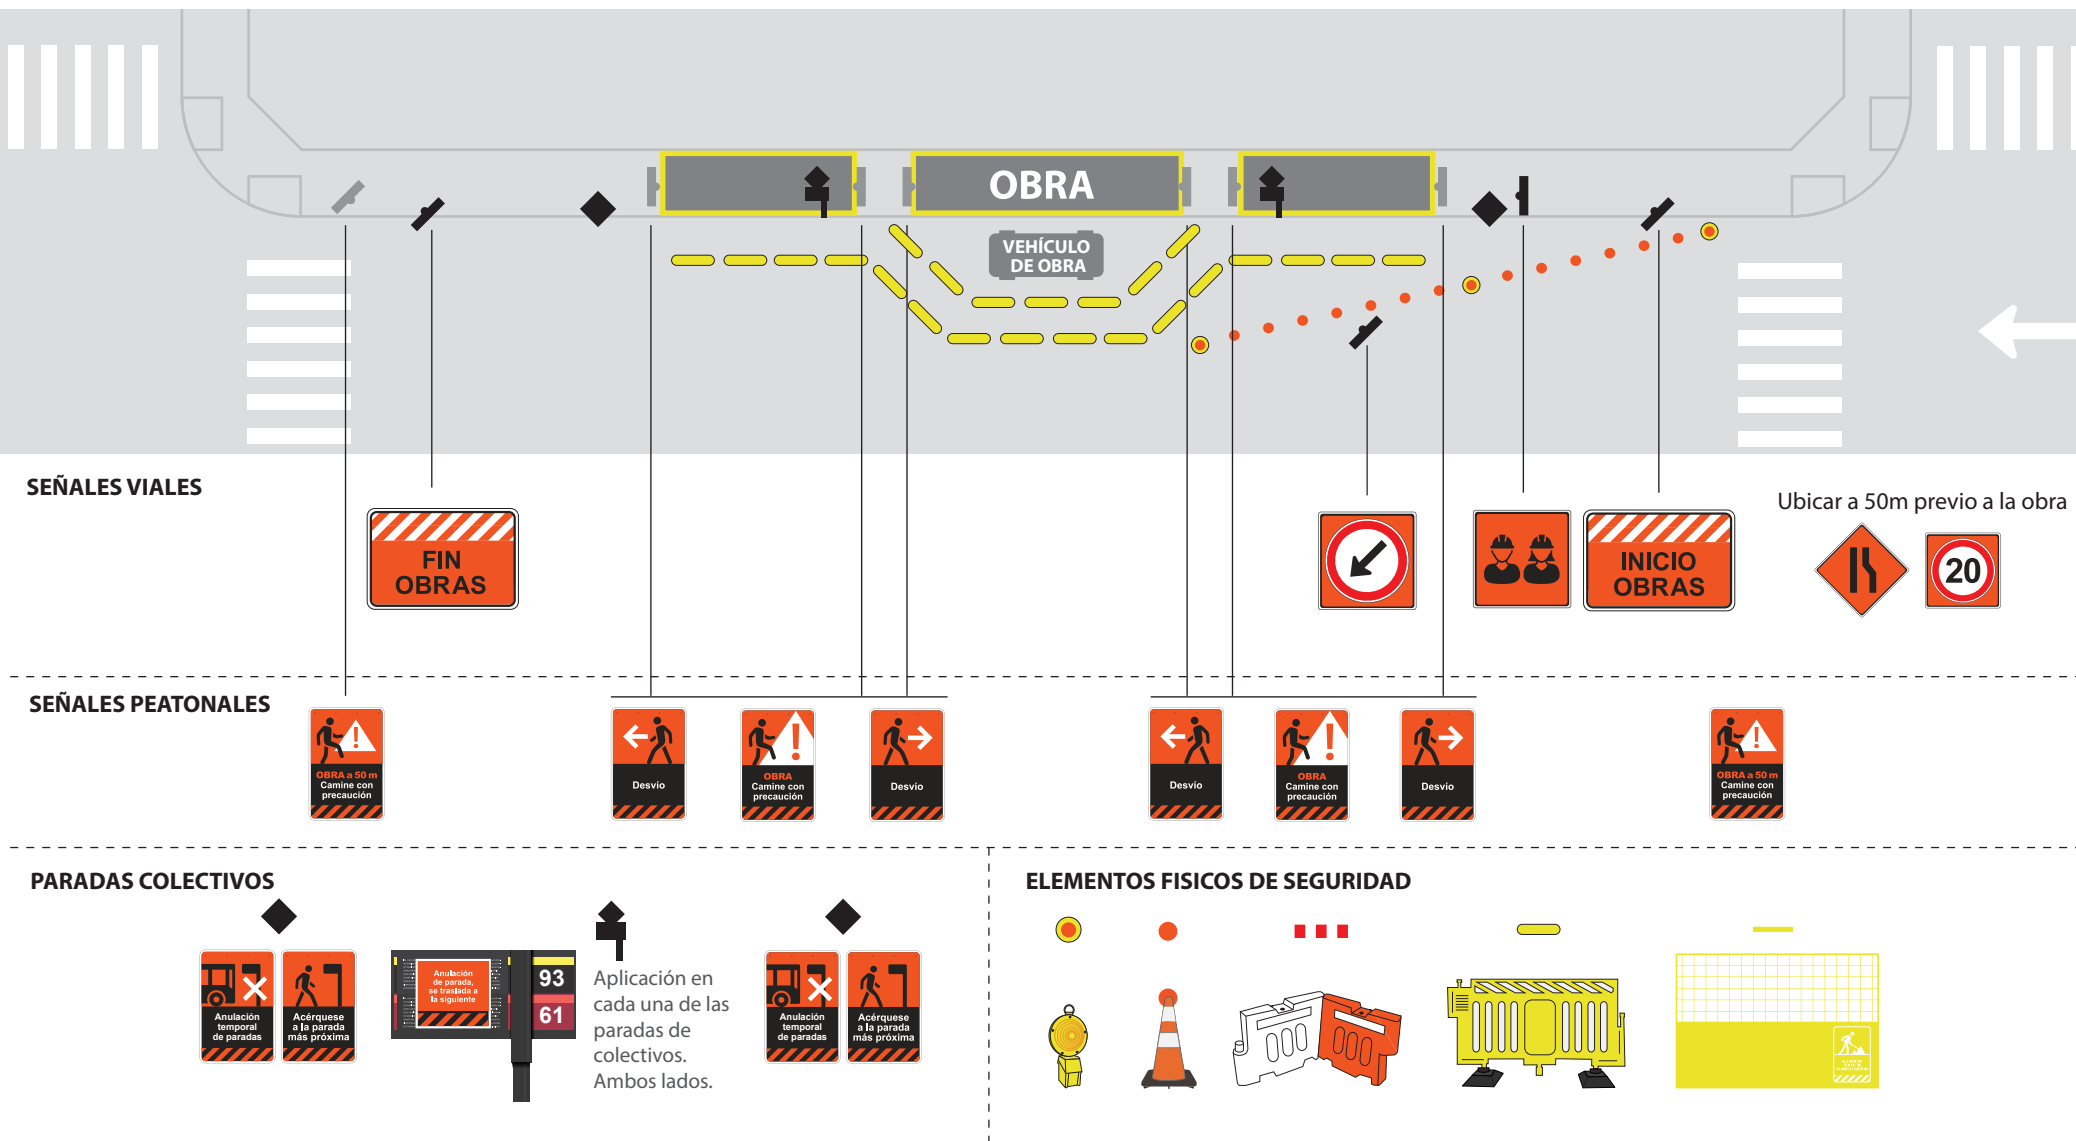 OBRA
VEHÍCULO
DE OBRA
SEÑALES VIALES
Ubicar a 50m previo a la obra
FIN
OBRAS
INICIO
OBRAS
20
SEÑALES PEATONALES
OBRA a 50 m
Camine con
precaución
Desvío
OBRA
Camine con
precaución
Desvío
Desvío
OBRA
Camine con
precaución
Desvío
OBRA a 50 m
Camine con
precaución
PARADAS COLECTIVOS
Anulación
temporal
de paradas
Acérquese
a la parada
más próxima
Anulación
de parada,
se traslada a
la siguiente
93
61
Aplicación en
cada una de las
paradas de
colectivos.
Ambos lados.
Anulación
temporal
de paradas
Acérquese
a la parada
más próxima
ELEMENTOS FISICOS DE SEGURIDAD